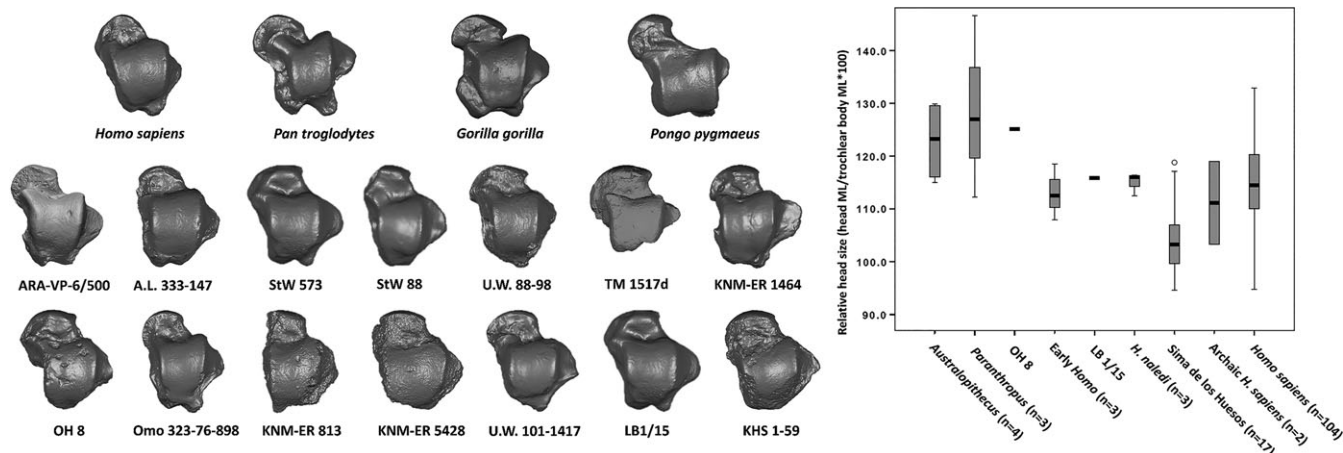 Homo sapiens
Pan troglodytes
Gorilla gorilla
Pongo pygmaeus
ARA-VP-6/500
A.L. 333-147
StW 573
StW 88
U.W. 88-98
TM 1517d
KNM-ER 1464
OH 8
Omo 323-76-898
KNM-ER 813
KNM-ER 5428
U.W. 101-1417
LB1/15
KHS 1-59
Relative head size (head ML/trochlear body ML*100)
140.0
130.0
120.0
110.0
100.0
90.0
Australopithecus (n=4)
Paranthropus (n=3)
OH 8
Early Homo (n=3)
LB 1/15
H. naledi (n=3)
Sima de los Huesos (n=17)
Archaic H. sapiens (n=2)
Homo sapiens (n=104)